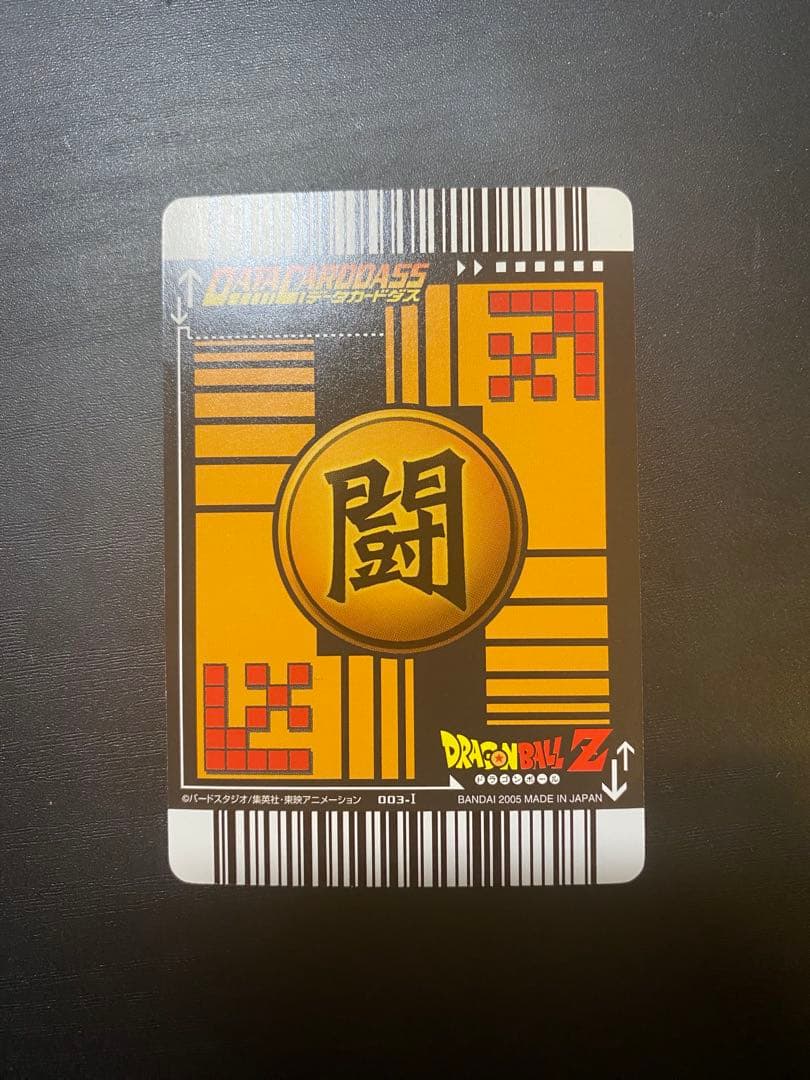 DATA CARDDASS
データカードダス
闘
DRAGON BALL Z
ドラゴンボール
©バードスタジオ/集英社・東映アニメーション 003-I BANDAI 2005 MADE IN JAPAN